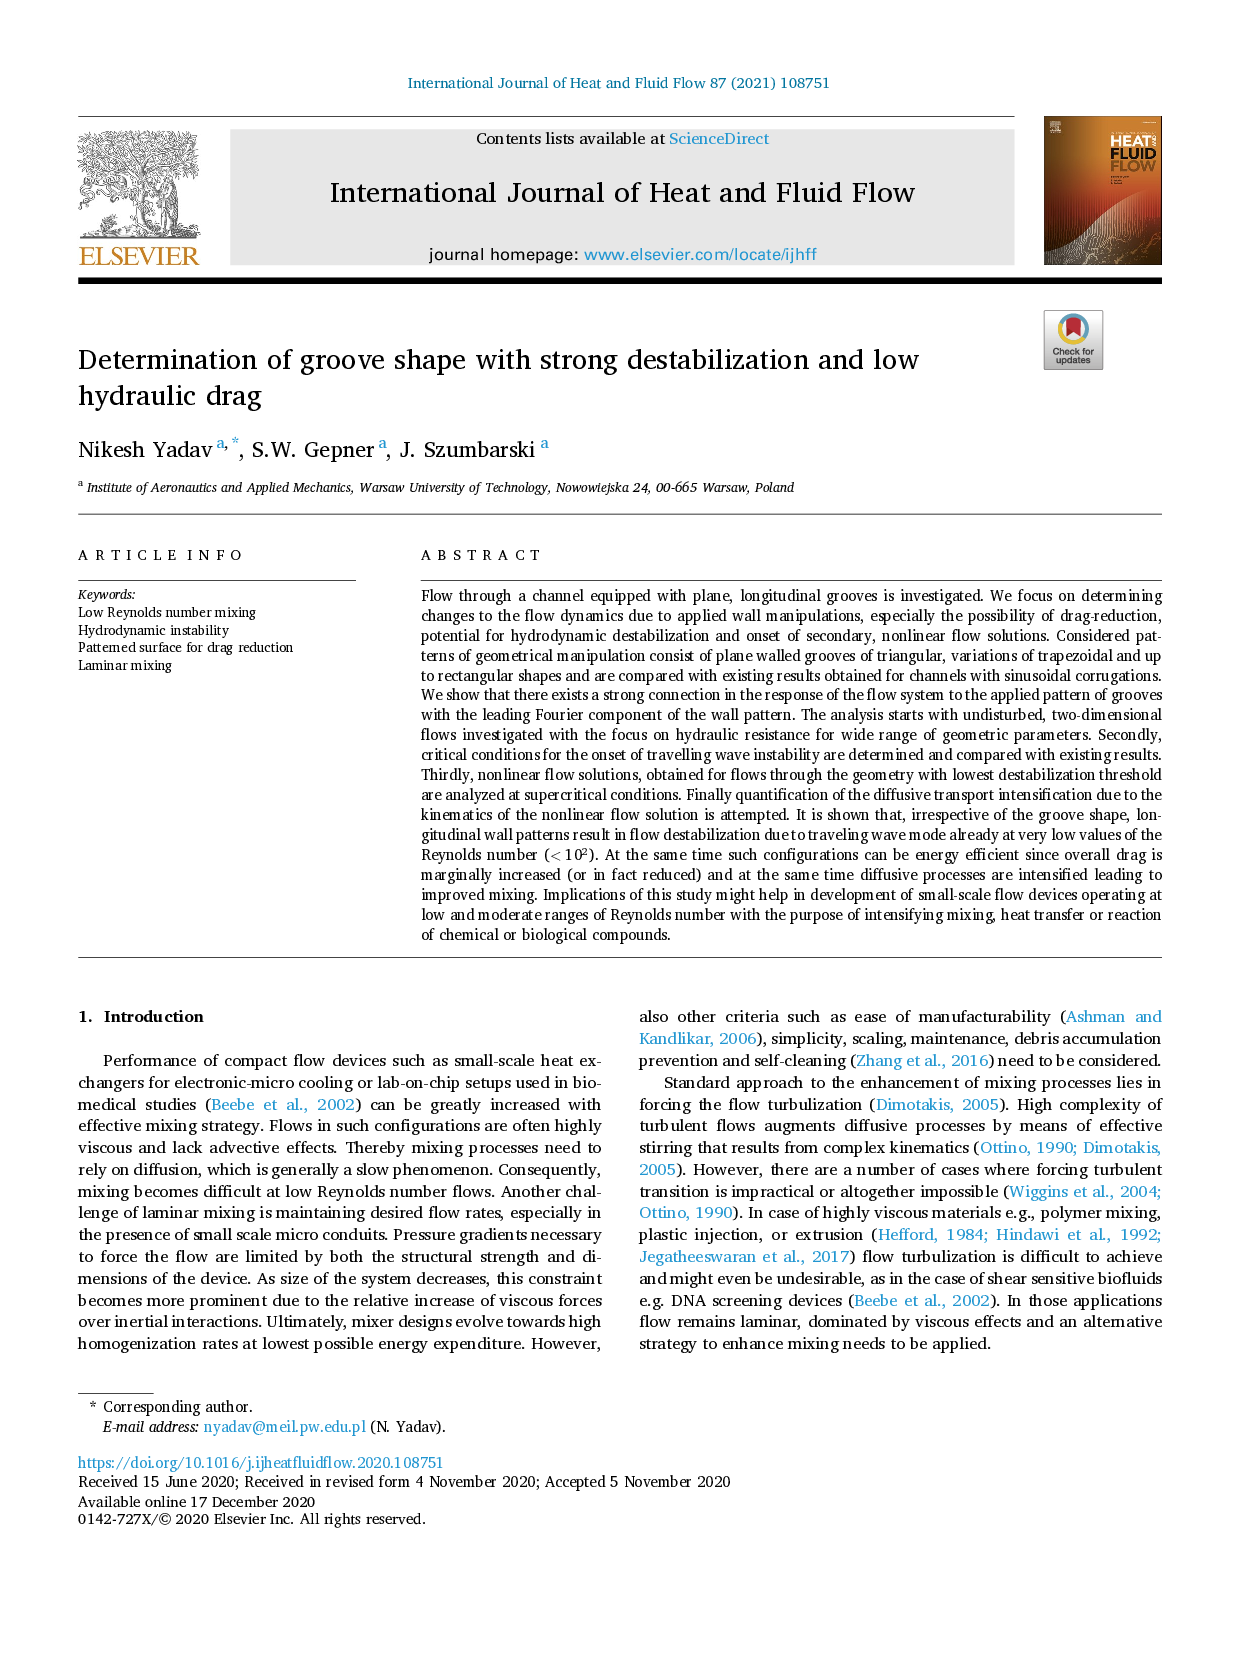 International Journal of Heat and Fluid Flow 87 (2021) 108751
Contents lists available at ScienceDirect
International Journal of Heat and Fluid Flow
journal homepage: www.elsevier.com/locate/ijhff
ELSEVIER
HEAT AND
FLUID
FLOW
Check for
updates
Determination of groove shape with strong destabilization and low
hydraulic drag
Nikesh Yadav a, *, S.W. Gepner a, J. Szumbarski a
a Institute of Aeronautics and Applied Mechanics, Warsaw University of Technology, Nowowiejska 24, 00-665 Warsaw, Poland
ARTICLE INFO
Keywords:
Low Reynolds number mixing
Hydrodynamic instability
Patterned surface for drag reduction
Laminar mixing
ABSTRACT
Flow through a channel equipped with plane, longitudinal grooves is investigated. We focus on determining
changes to the flow dynamics due to applied wall manipulations, especially the possibility of drag-reduction,
potential for hydrodynamic destabilization and onset of secondary, nonlinear flow solutions. Considered pat-
terns of geometrical manipulation consist of plane walled grooves of triangular, variations of trapezoidal and up
to rectangular shapes and are compared with existing results obtained for channels with sinusoidal corrugations.
We show that there exists a strong connection in the response of the flow system to the applied pattern of grooves
with the leading Fourier component of the wall pattern. The analysis starts with undisturbed, two-dimensional
flows investigated with the focus on hydraulic resistance for wide range of geometric parameters. Secondly,
critical conditions for the onset of travelling wave instability are determined and compared with existing results.
Thirdly, nonlinear flow solutions, obtained for flows through the geometry with lowest destabilization threshold
are analyzed at supercritical conditions. Finally quantification of the diffusive transport intensification due to the
kinematics of the nonlinear flow solution is attempted. It is shown that, irrespective of the groove shape, lon-
gitudinal wall patterns result in flow destabilization due to traveling wave mode already at very low values of the
Reynolds number (< 10²). At the same time such configurations can be energy efficient since overall drag is
marginally increased (or in fact reduced) and at the same time diffusive processes are intensified leading to
improved mixing. Implications of this study might help in development of small-scale flow devices operating at
low and moderate ranges of Reynolds number with the purpose of intensifying mixing, heat transfer or reaction
of chemical or biological compounds.
1. Introduction
Performance of compact flow devices such as small-scale heat ex-
changers for electronic-micro cooling or lab-on-chip setups used in bio-
medical studies (Beebe et al., 2002) can be greatly increased with
effective mixing strategy. Flows in such configurations are often highly
viscous and lack advective effects. Thereby mixing processes need to
rely on diffusion, which is generally a slow phenomenon. Consequently,
mixing becomes difficult at low Reynolds number flows. Another chal-
lenge of laminar mixing is maintaining desired flow rates, especially in
the presence of small scale micro conduits. Pressure gradients necessary
to force the flow are limited by both the structural strength and di-
mensions of the device. As size of the system decreases, this constraint
becomes more prominent due to the relative increase of viscous forces
over inertial interactions. Ultimately, mixer designs evolve towards high
homogenization rates at lowest possible energy expenditure. However,
also other criteria such as ease of manufacturability (Ashman and
Kandlikar, 2006), simplicity, scaling, maintenance, debris accumulation
prevention and self-cleaning (Zhang et al., 2016) need to be considered.
Standard approach to the enhancement of mixing processes lies in
forcing the flow turbulization (Dimotakis, 2005). High complexity of
turbulent flows augments diffusive processes by means of effective
stirring that results from complex kinematics (Ottino, 1990; Dimotakis,
2005). However, there are a number of cases where forcing turbulent
transition is impractical or altogether impossible (Wiggins et al., 2004;
Ottino, 1990). In case of highly viscous materials e.g., polymer mixing,
plastic injection, or extrusion (Hefford, 1984; Hindawi et al., 1992;
Jegatheeswaran et al., 2017) flow turbulization is difficult to achieve
and might even be undesirable, as in the case of shear sensitive biofluids
e.g. DNA screening devices (Beebe et al., 2002). In those applications
flow remains laminar, dominated by viscous effects and an alternative
strategy to enhance mixing needs to be applied.
* Corresponding author.
E-mail address: nyadav@meil.pw.edu.pl (N. Yadav).
https://doi.org/10.1016/j.ijheatfluidflow.2020.108751
Received 15 June 2020; Received in revised form 4 November 2020; Accepted 5 November 2020
Available online 17 December 2020
0142-727X/© 2020 Elsevier Inc. All rights reserved.